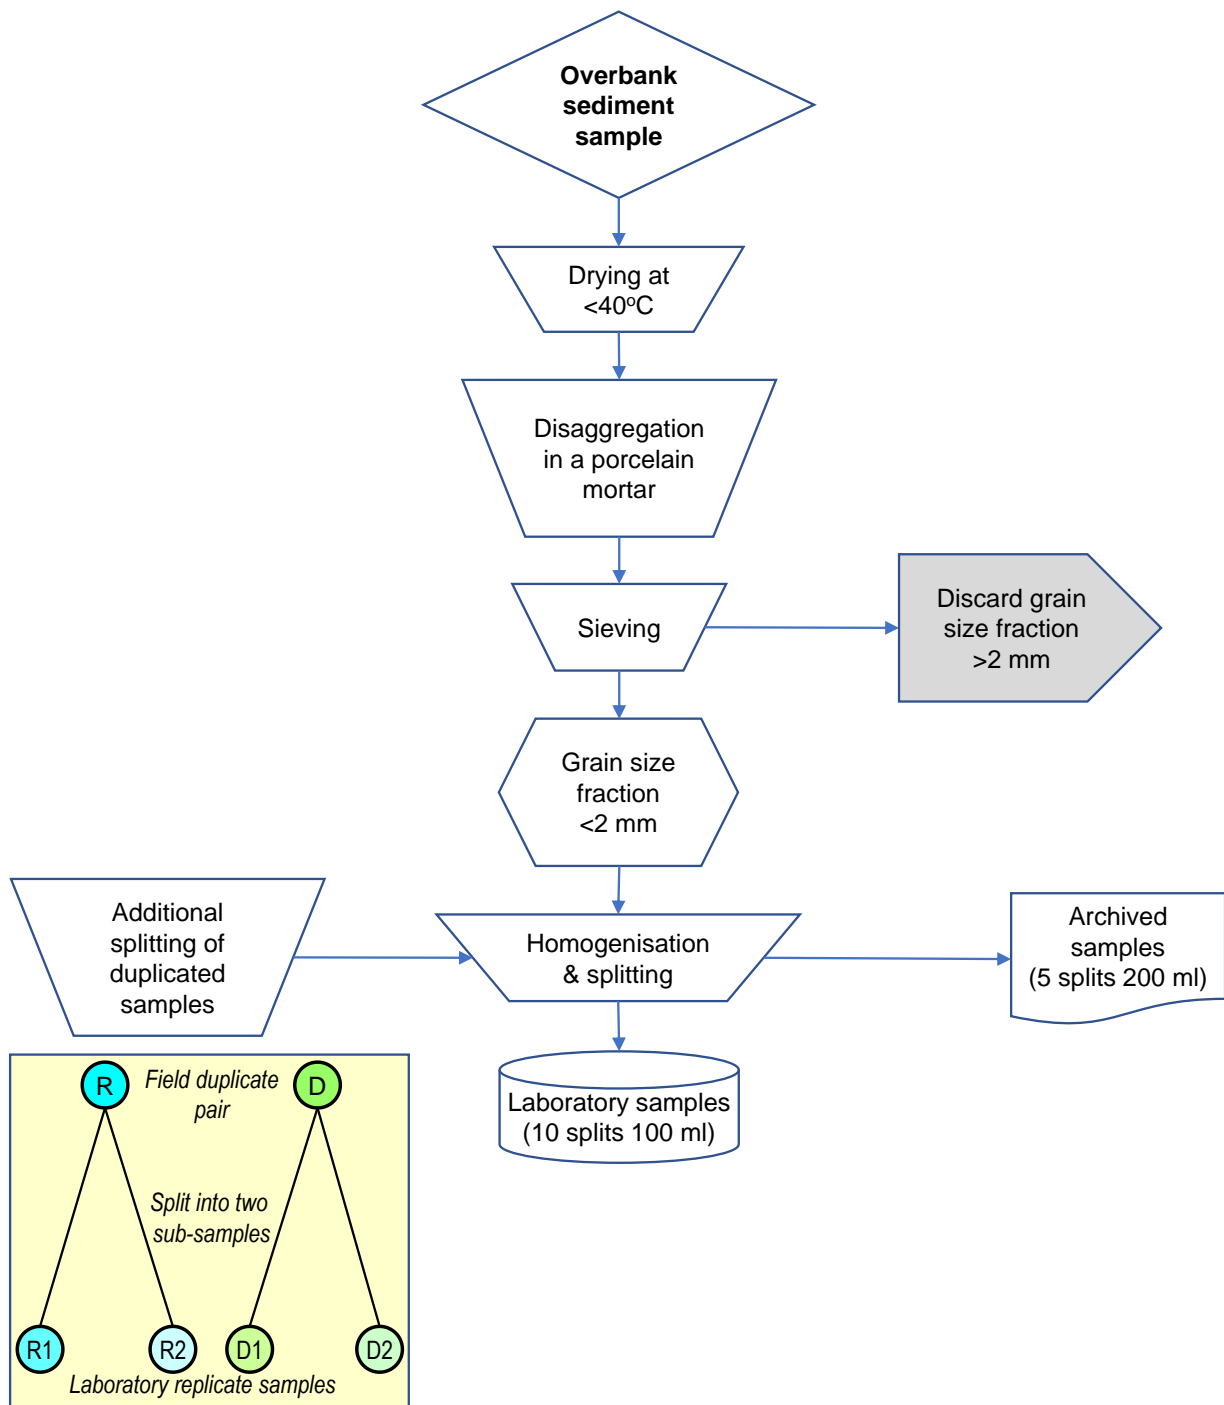 Overbank
sediment
sample
Drying at
<40ºC
Disaggregation
in a porcelain
mortar
Sieving
Discard grain
size fraction
>2 mm
Grain size
fraction
<2 mm
Additional
splitting of
duplicated
samples
Homogenisation
& splitting
Archived
samples
(5 splits 200 ml)
Laboratory samples
(10 splits 100 ml)
R
Field duplicate
pair
D
Split into two
sub-samples
R1
R2
D1
D2
Laboratory replicate samples